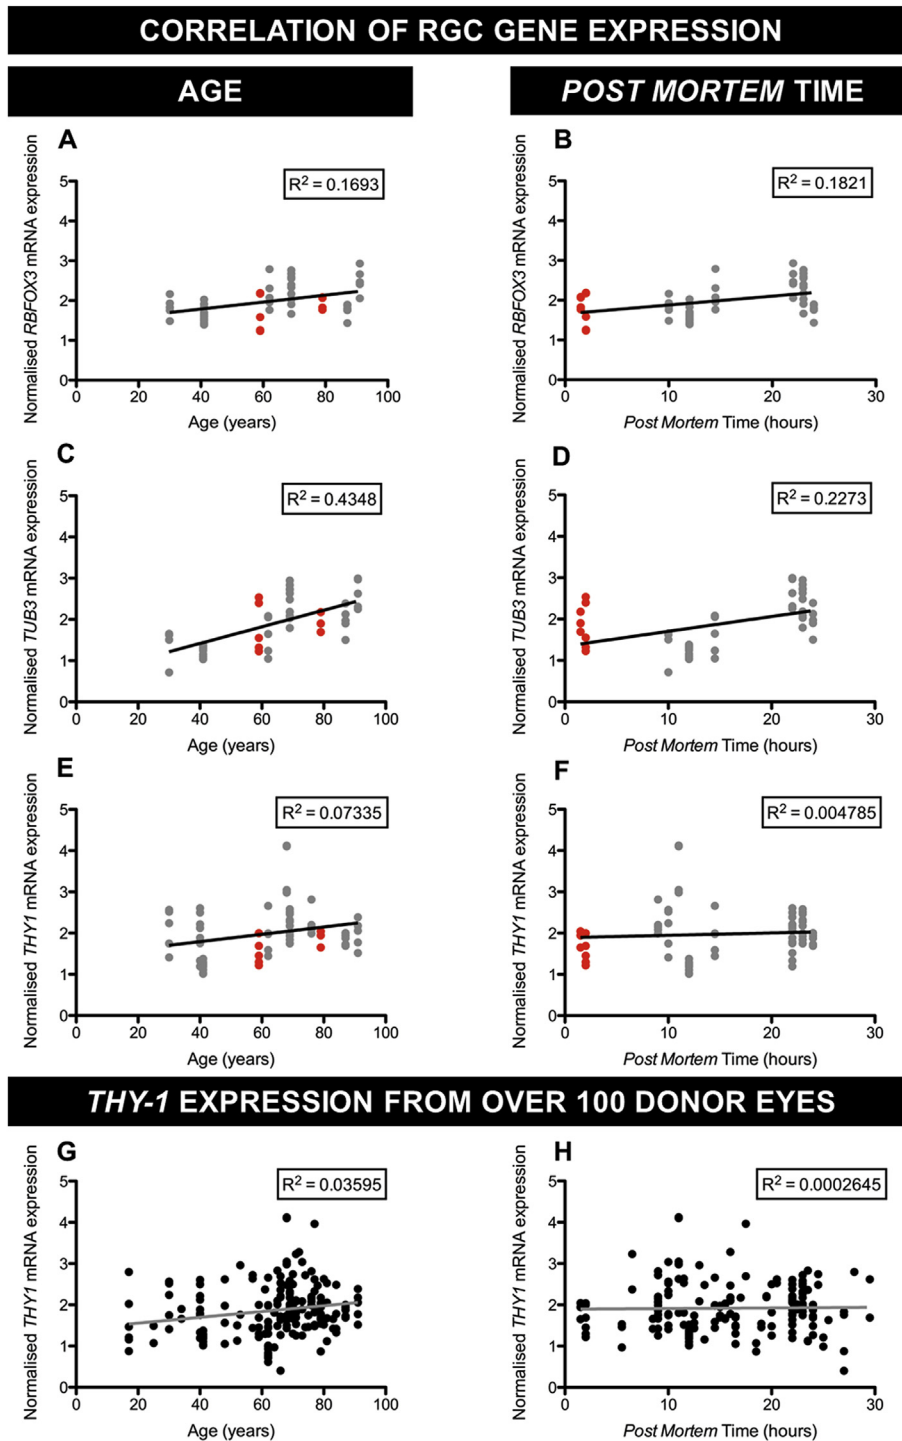 CORRELATION OF RGC GENE EXPRESSION
AGE
POST MORTEM TIME
A
Normalised RBFOX3 mRNA expression
R² = 0.1693
5
4
3
2
1
0
0 20 40 60 80 100
Age (years)
B
Normalised RBFOX3 mRNA expression
R² = 0.1821
5
4
3
2
1
0
0 10 20 30
Post Mortem Time (hours)
C
Normalised TUB3 mRNA expression
R² = 0.4348
5
4
3
2
1
0
0 20 40 60 80 100
Age (years)
D
Normalised TUB3 mRNA expression
R² = 0.2273
5
4
3
2
1
0
0 10 20 30
Post Mortem Time (hours)
E
Normalised THY1 mRNA expression
R² = 0.07335
5
4
3
2
1
0
0 20 40 60 80 100
Age (years)
F
Normalised THY1 mRNA expression
R² = 0.004785
5
4
3
2
1
0
0 10 20 30
Post Mortem Time (hours)
THY-1 EXPRESSION FROM OVER 100 DONOR EYES
G
Normalised THY1 mRNA expression
R² = 0.03595
5
4
3
2
1
0
0 20 40 60 80 100
Age (years)
H
Normalised THY1 mRNA expression
R² = 0.0002645
5
4
3
2
1
0
0 10 20 30
Post Mortem Time (hours)